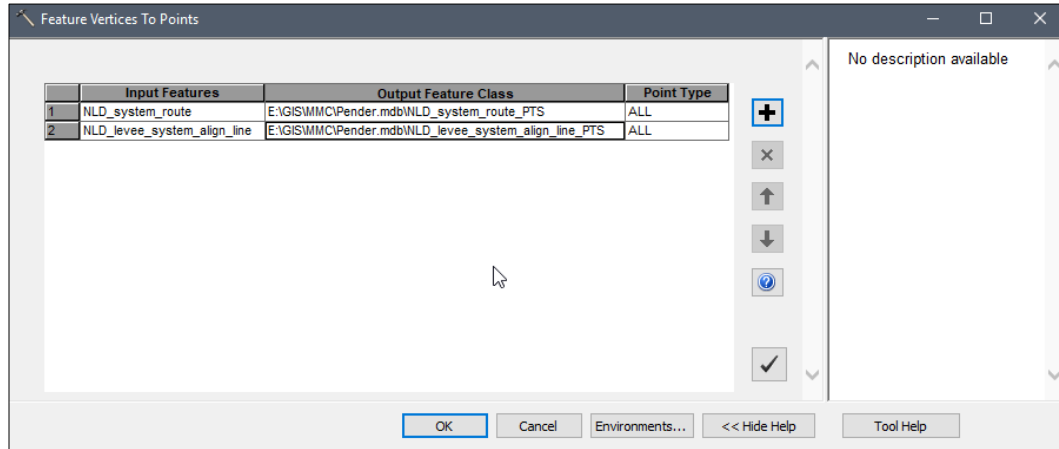 Feature Vertices To Points
No description available
Input Features Output Feature Class Point Type
1 NLD_system_route E:\GIS\MMC\Pender.mdb\NLD_system_route_PTS ALL
2 NLD_levee_system_align_line E:\GIS\MMC\Pender.mdb\NLD_levee_system_align_line_PTS ALL
OK Cancel Environments... << Hide Help Tool Help